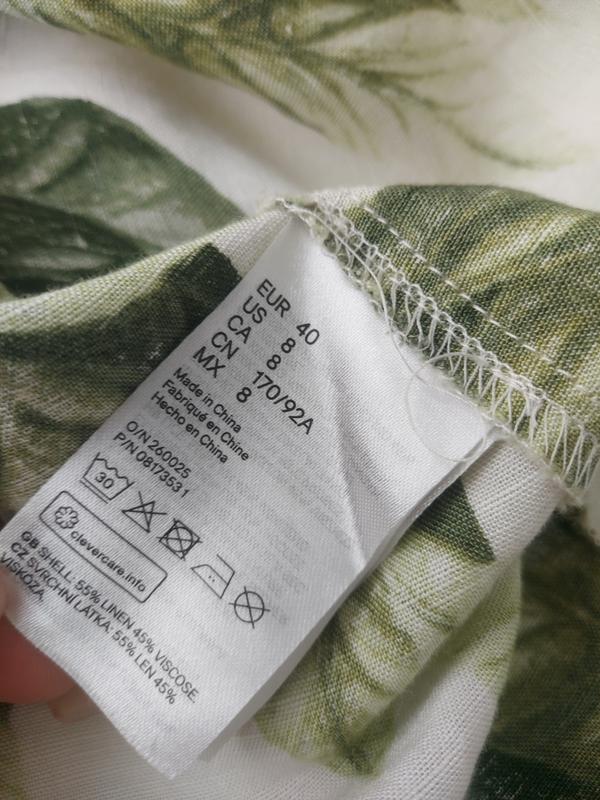 EUR 40
US 8
CA 8
CN 170/92A
MX 8
Made in China
Fabriqué en Chine
Hecho en China
O/N 260025
P/N 08173531
30
clevercare.info
GB SHELL: 55% LINEN 45% VISCOSE.
CZ SVRCHNÍ LÁTKA: 55% LEN 45%
VISKÓZA